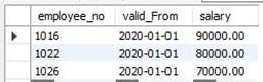 employee_no valid_From salary
1016 2020-01-01 90000.00
1022 2020-01-01 80000.00
1026 2020-01-01 70000.00